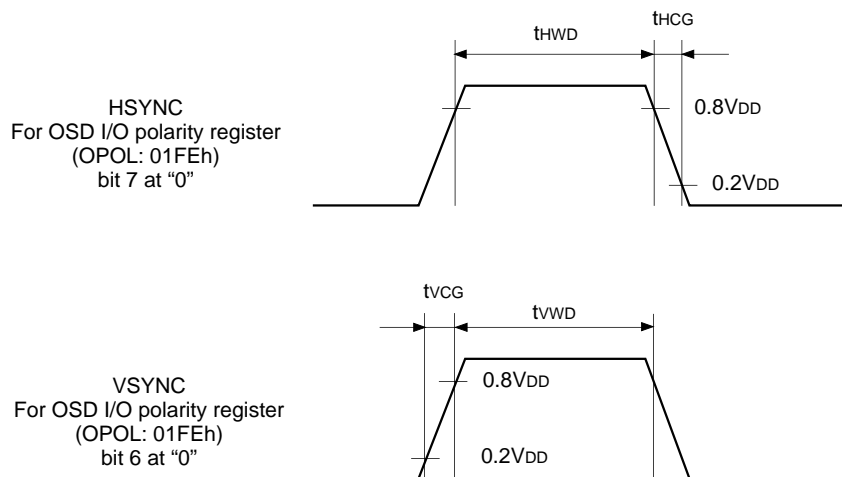 tHWD
tHCG
HSYNC
For OSD I/O polarity register
(OPOL: 01FEh)
bit 7 at “0”
0.8VDD
0.2VDD
tVCG
tVWD
VSYNC
For OSD I/O polarity register
(OPOL: 01FEh)
bit 6 at “0”
0.8VDD
0.2VDD